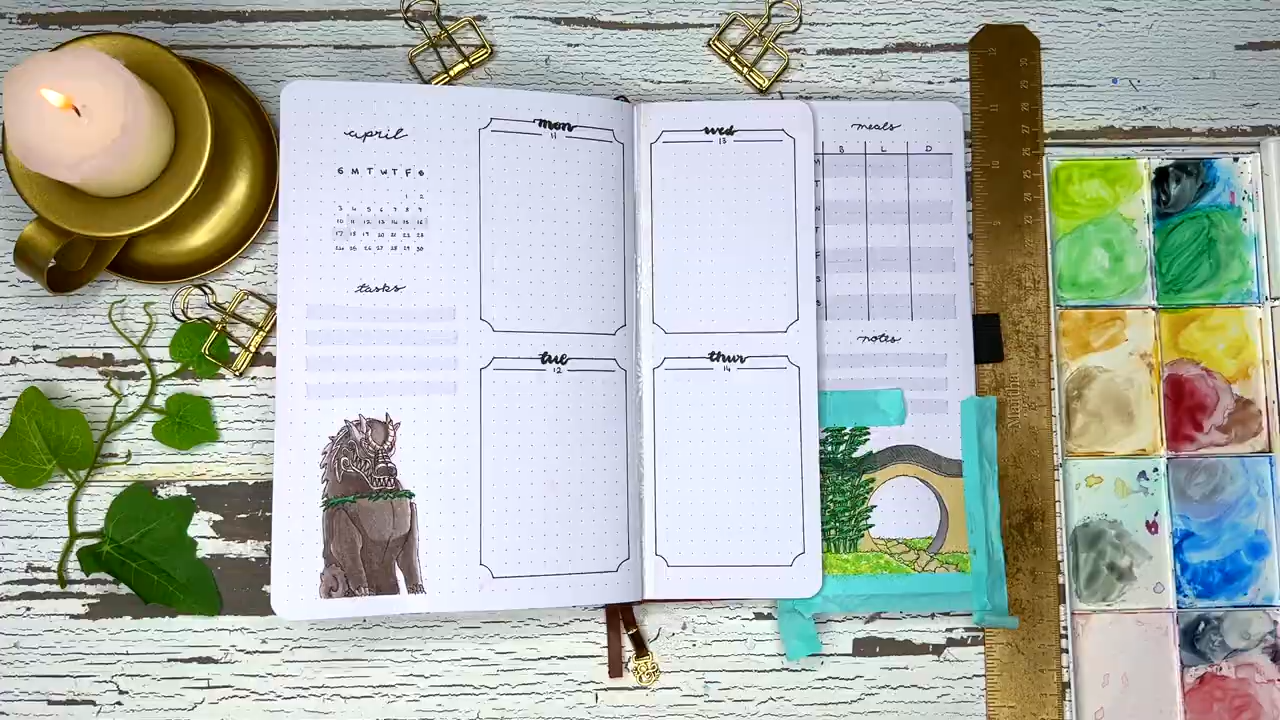 april
S M T W T F S
1 2
3 4 5 6 7 8 9
10 11 12 13 14 15 16
17 18 19 20 21 22 23
24 25 26 27 28 29 30
tasks
mon
11
tue
12
wed
13
thur
14
meals
B L D
notes